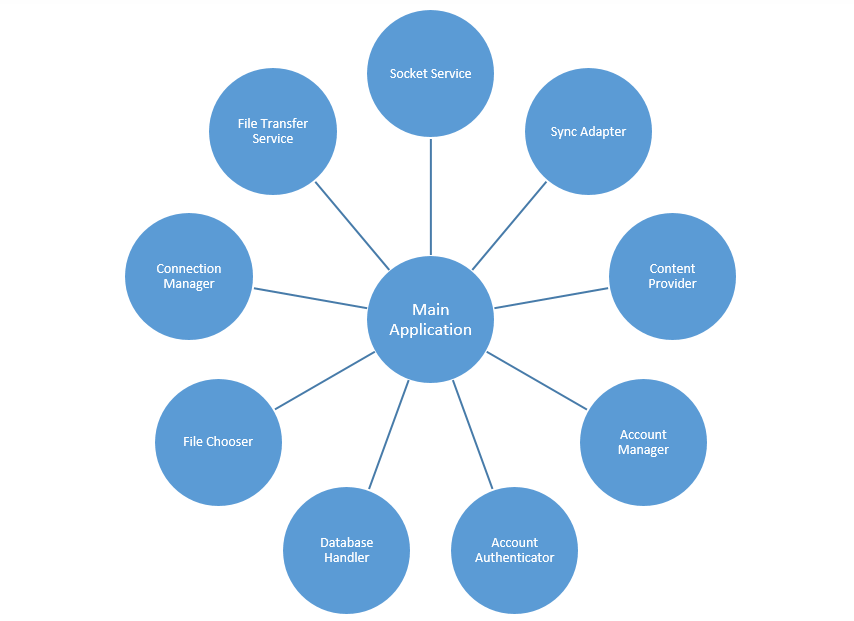 Socket Service
File Transfer
Service
Sync Adapter
Connection
Manager
Content
Provider
Main
Application
File Chooser
Account
Manager
Database
Handler
Account
Authenticator